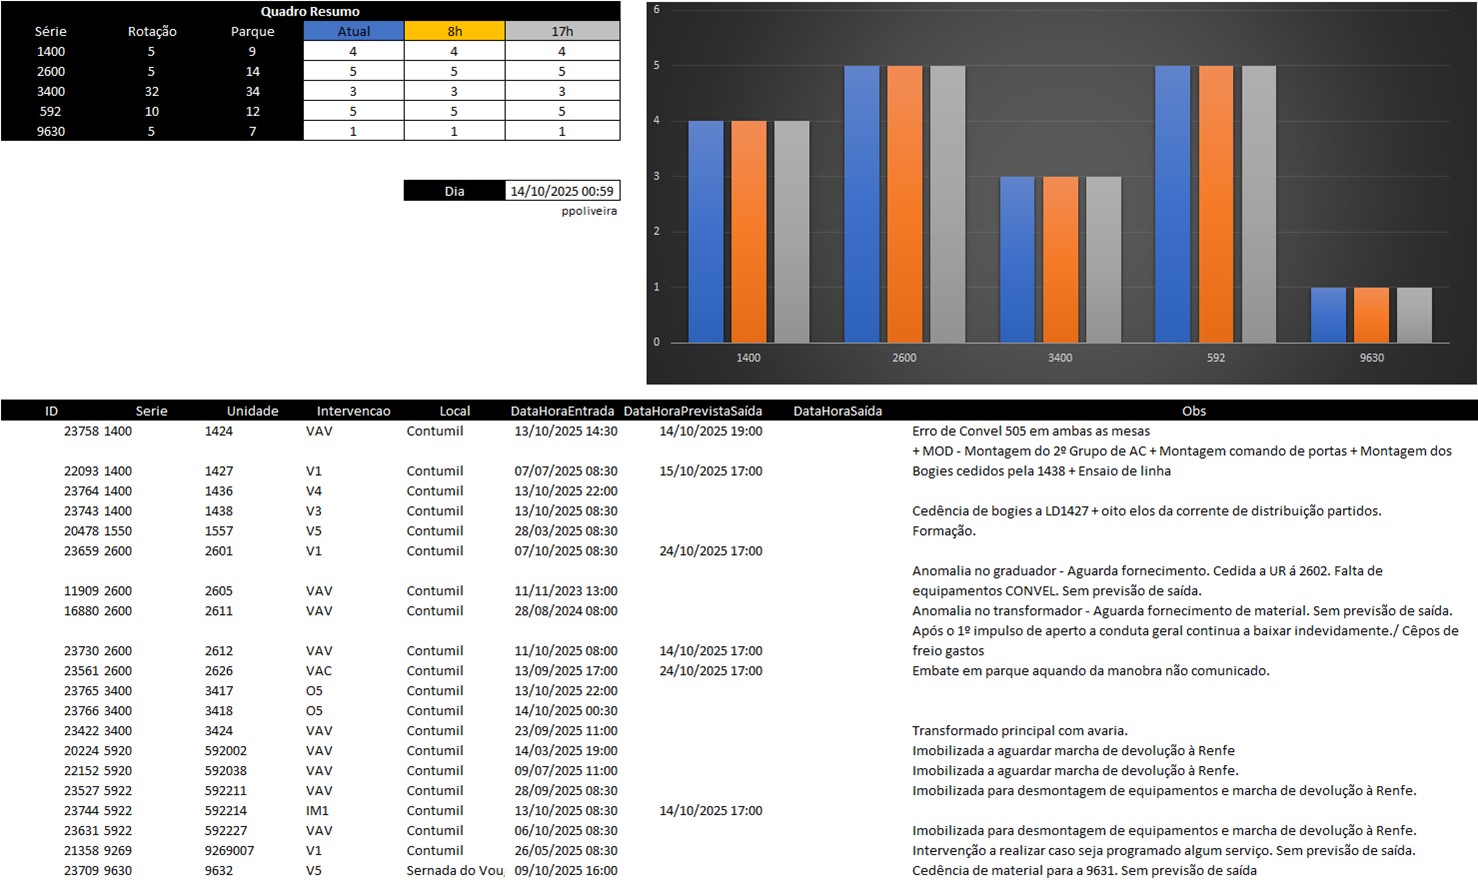 Quadro Resumo
Série Rotação Parque Atual 8h 17h
1400 5 9 4 4 4
2600 5 14 5 5 5
3400 32 34 3 3 3
592 10 12 5 5 5
9630 5 7 1 1 1
Dia 14/10/2025 00:59
ppoliveira
6
5
4
3
2
1
0
1400 2600 3400 592 9630
ID Serie Unidade Intervencao Local DataHoraEntrada DataHoraPrevistaSaída DataHoraSaída Obs
23758 1400 1424 VAV Contumil 13/10/2025 14:30 14/10/2025 19:00 Erro de Convel 505 em ambas as mesas
+ MOD - Montagem do 2º Grupo de AC + Montagem comando de portas + Montagem dos
22093 1400 1427 V1 Contumil 07/07/2025 08:30 15/10/2025 17:00 Bogies cedidos pela 1438 + Ensaio de linha
23764 1400 1436 V4 Contumil 13/10/2025 22:00
23743 1400 1438 V3 Contumil 13/10/2025 08:30 Cedência de bogies a LD1427 + oito elos da corrente de distribuição partidos.
20478 1550 1557 V5 Contumil 28/03/2025 08:30 Formação.
23659 2600 2601 V1 Contumil 07/10/2025 08:30 24/10/2025 17:00
Anomalia no graduador - Aguarda fornecimento. Cedida a UR á 2602. Falta de
11909 2600 2605 VAV Contumil 11/11/2023 13:00 equipamentos CONVEL. Sem previsão de saída.
16880 2600 2611 VAV Contumil 28/08/2024 08:00 Anomalia no transformador - Aguarda fornecimento de material. Sem previsão de saída.
Após o 1º impulso de aperto a conduta geral continua a baixar indevidamente./ Cêpos de
23730 2600 2612 VAV Contumil 11/10/2025 08:00 14/10/2025 17:00 freio gastos
23561 2600 2626 VAC Contumil 13/09/2025 17:00 24/10/2025 17:00 Embate em parque aquando da manobra não comunicado.
23765 3400 3417 O5 Contumil 13/10/2025 22:00
23766 3400 3418 O5 Contumil 14/10/2025 00:30
23422 3400 3424 VAV Contumil 23/09/2025 11:00 Transformado principal com avaria.
20224 5920 592002 VAV Contumil 14/03/2025 19:00 Imobilizada a aguardar marcha de devolução à Renfe
22152 5920 592038 VAV Contumil 09/07/2025 11:00 Imobilizada a aguardar marcha de devolução à Renfe.
23527 5922 592211 VAV Contumil 28/09/2025 08:30 Imobilizada para desmontagem de equipamentos e marcha de devolução à Renfe.
23744 5922 592214 IM1 Contumil 13/10/2025 08:30 14/10/2025 17:00
23631 5922 592227 VAV Contumil 06/10/2025 08:30 Imobilizada para desmontagem de equipamentos e marcha de devolução à Renfe.
21358 9269 9269007 V1 Contumil 26/05/2025 08:30 Intervenção a realizar caso seja programado algum serviço. Sem previsão de saída.
23709 9630 9632 V5 Sernada do Vou 09/10/2025 16:00 Cedência de material para a 9631. Sem previsão de saída